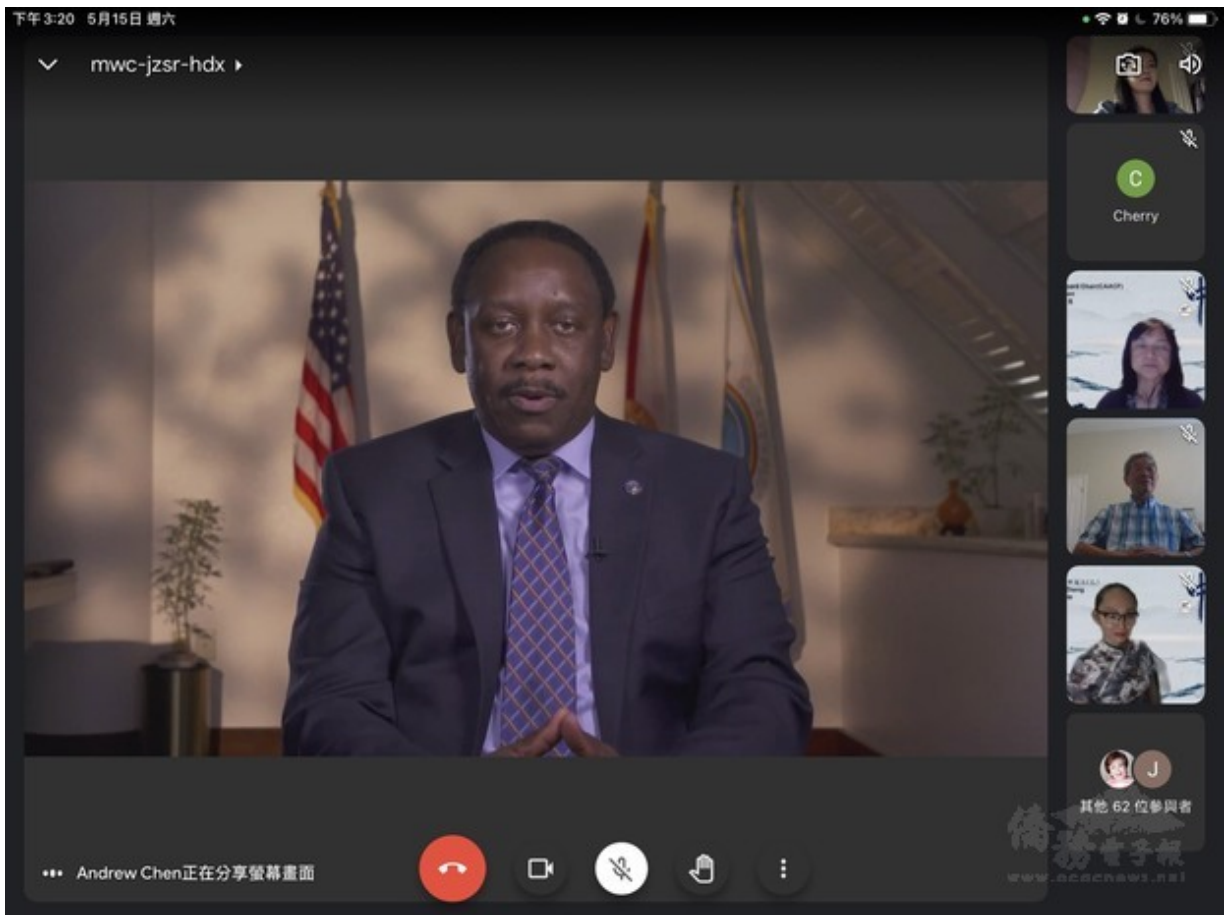 下午3:20 5月15日 週六
76%
mwc-jzsr-hdx
C
Cherry
J
其他 62 位參與者
Andrew Chen正在分享螢幕畫面
僑務電子報
www.ocacnews.net